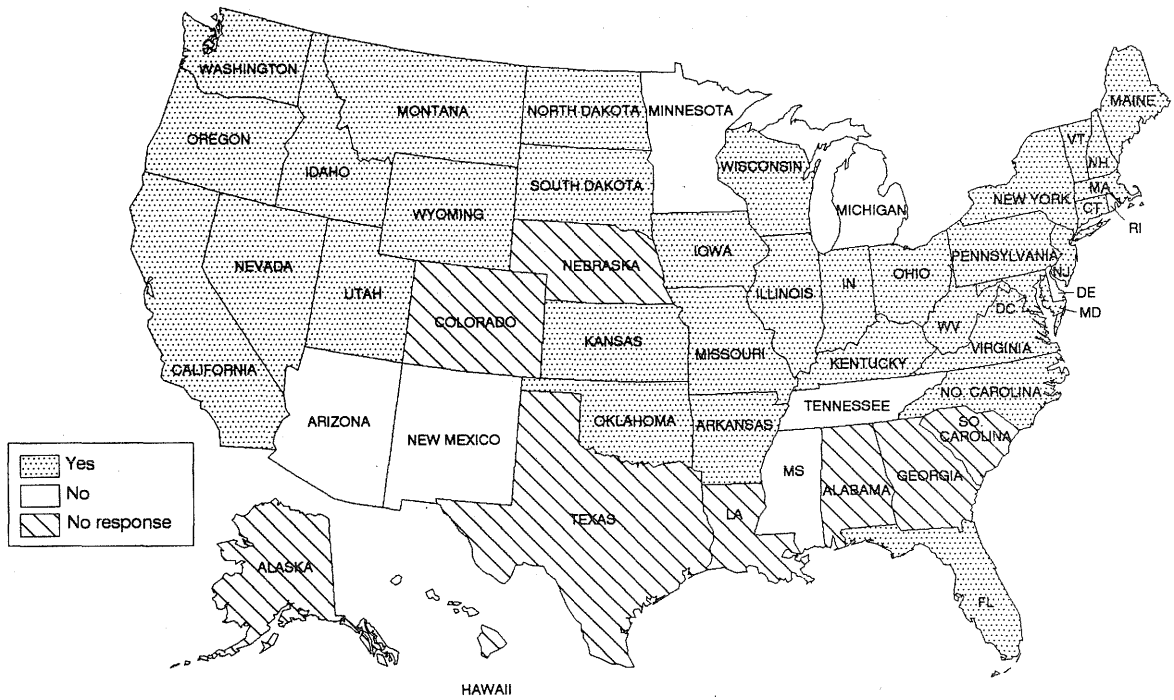 WASHINGTON
MONTANA
NORTH DAKOTA
MINNESOTA
MAINE
OREGON
IDAHO
SOUTH DAKOTA
WISCONSIN
VT
NH
WYOMING
MICHIGAN
NEW YORK
MA
CT
RI
IOWA
NEVADA
NEBRASKA
PENNSYLVANIA
OHIO
NJ
UTAH
ILLINOIS
IN
DE
COLORADO
DC
MD
KANSAS
WV
MISSOURI
VIRGINIA
KENTUCKY
CALIFORNIA
NO. CAROLINA
TENNESSEE
ARIZONA
OKLAHOMA
ARKANSAS
SO.
CAROLINA
NEW MEXICO
MS
GEORGIA
ALABAMA
TEXAS
LA
Yes
No
No response
ALASKA
FL
HAWAII